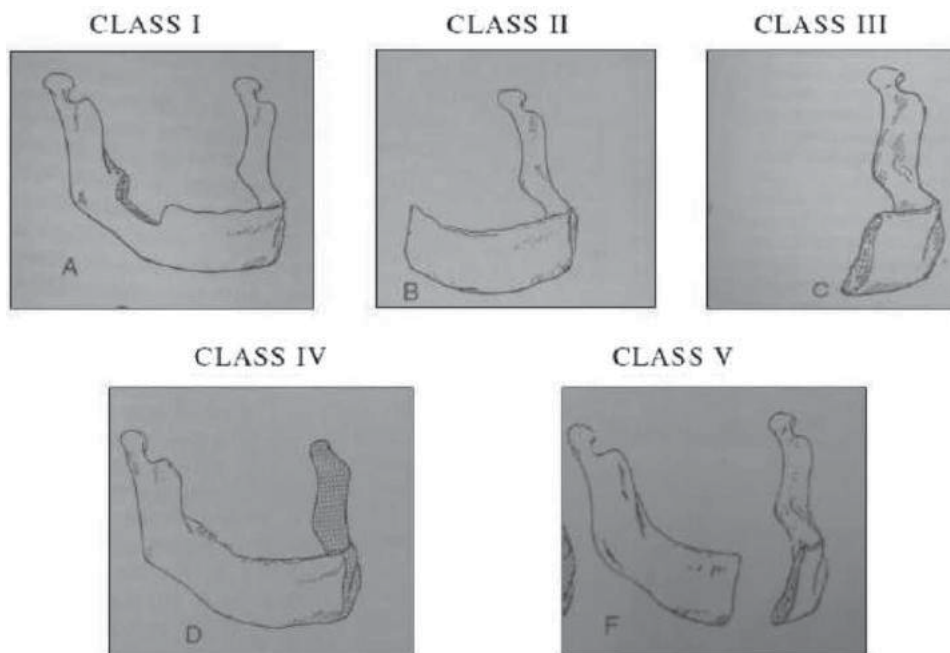 CLASS I
CLASS II
CLASS III
A
B
C
CLASS IV
CLASS V
D
F